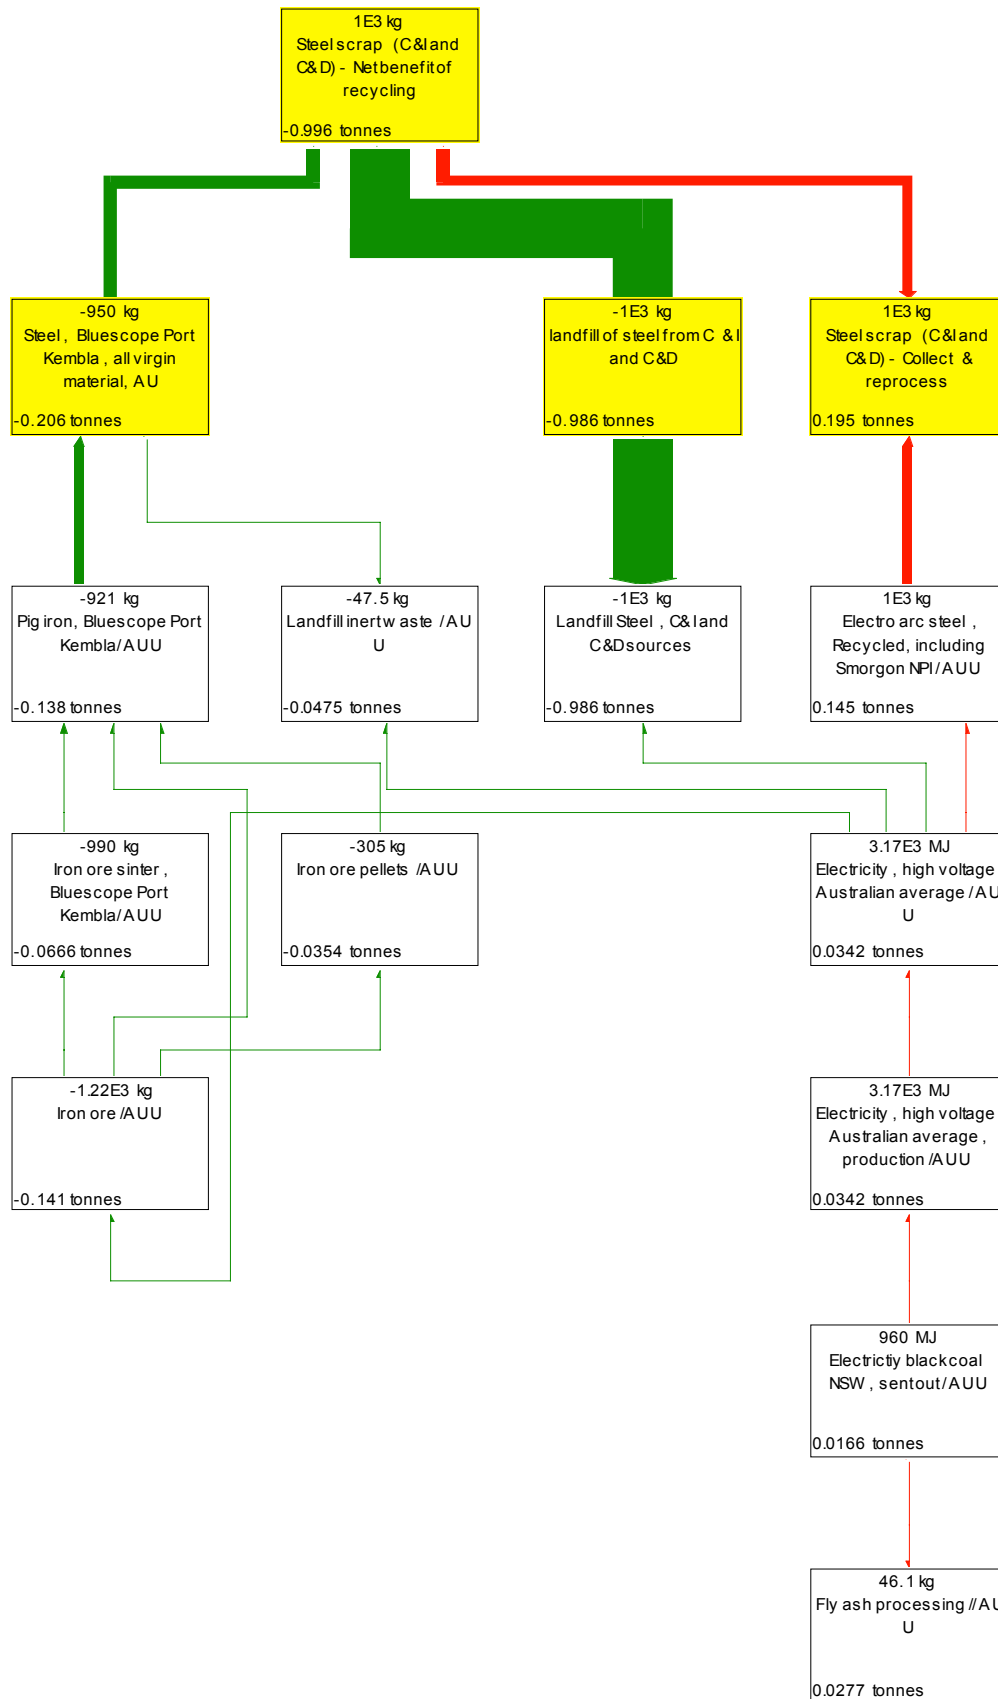 1E3 kg
Steel scrap (C&I and
C&D) - Net benefit of
recycling
-0.996 tonnes
-950 kg
Steel, Bluescope Port
Kembla, all virgin
material, AU
-0.206 tonnes
-1E3 kg
landfill of steel from C & I
and C&D
-0.986 tonnes
1E3 kg
Steel scrap (C&I and
C&D) - Collect &
reprocess
0.195 tonnes
-921 kg
Pig iron, Bluescope Port
Kembla/AU U
-0.138 tonnes
-47.5 kg
Landfill inert waste /AU
U
-0.0475 tonnes
-1E3 kg
Landfill Steel, C&I and
C&D sources
-0.986 tonnes
1E3 kg
Electro arc steel,
Recycled, including
Smorgon NPI/AU U
0.145 tonnes
-990 kg
Iron ore sinter,
Bluescope Port
Kembla/AU U
-0.0666 tonnes
-305 kg
Iron ore pellets /AU U
-0.0354 tonnes
3.17E3 MJ
Electricity, high voltage
Australian average /AU
U
0.0342 tonnes
-1.22E3 kg
Iron ore /AU U
-0.141 tonnes
3.17E3 MJ
Electricity, high voltage
Australian average,
production /AU U
0.0342 tonnes
960 MJ
Electrictiy black coal
NSW, sent out/AU U
0.0166 tonnes
46.1 kg
Fly ash processing //AU
U
0.0277 tonnes